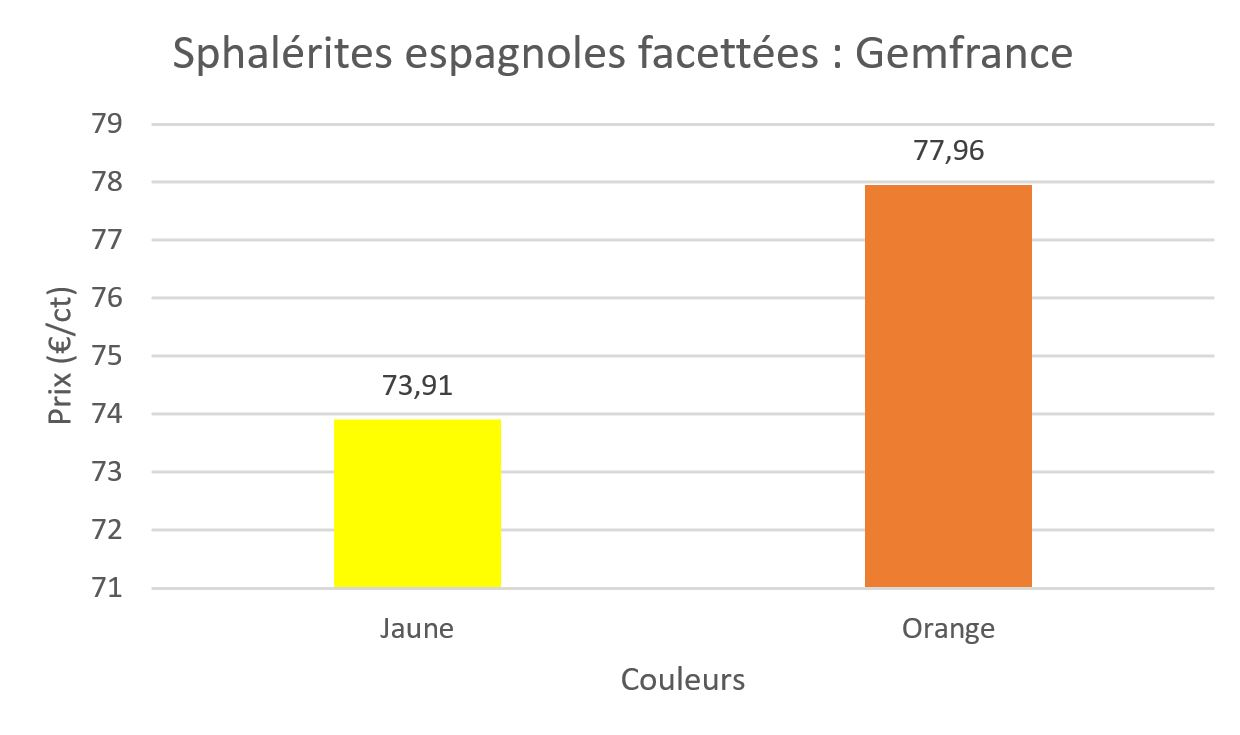 Sphalérites espagnoles facettées : Gemfrance
79
78
77
76
75
74
73
72
71
Prix (€/ct)
73,91
77,96
Jaune
Orange
Couleurs